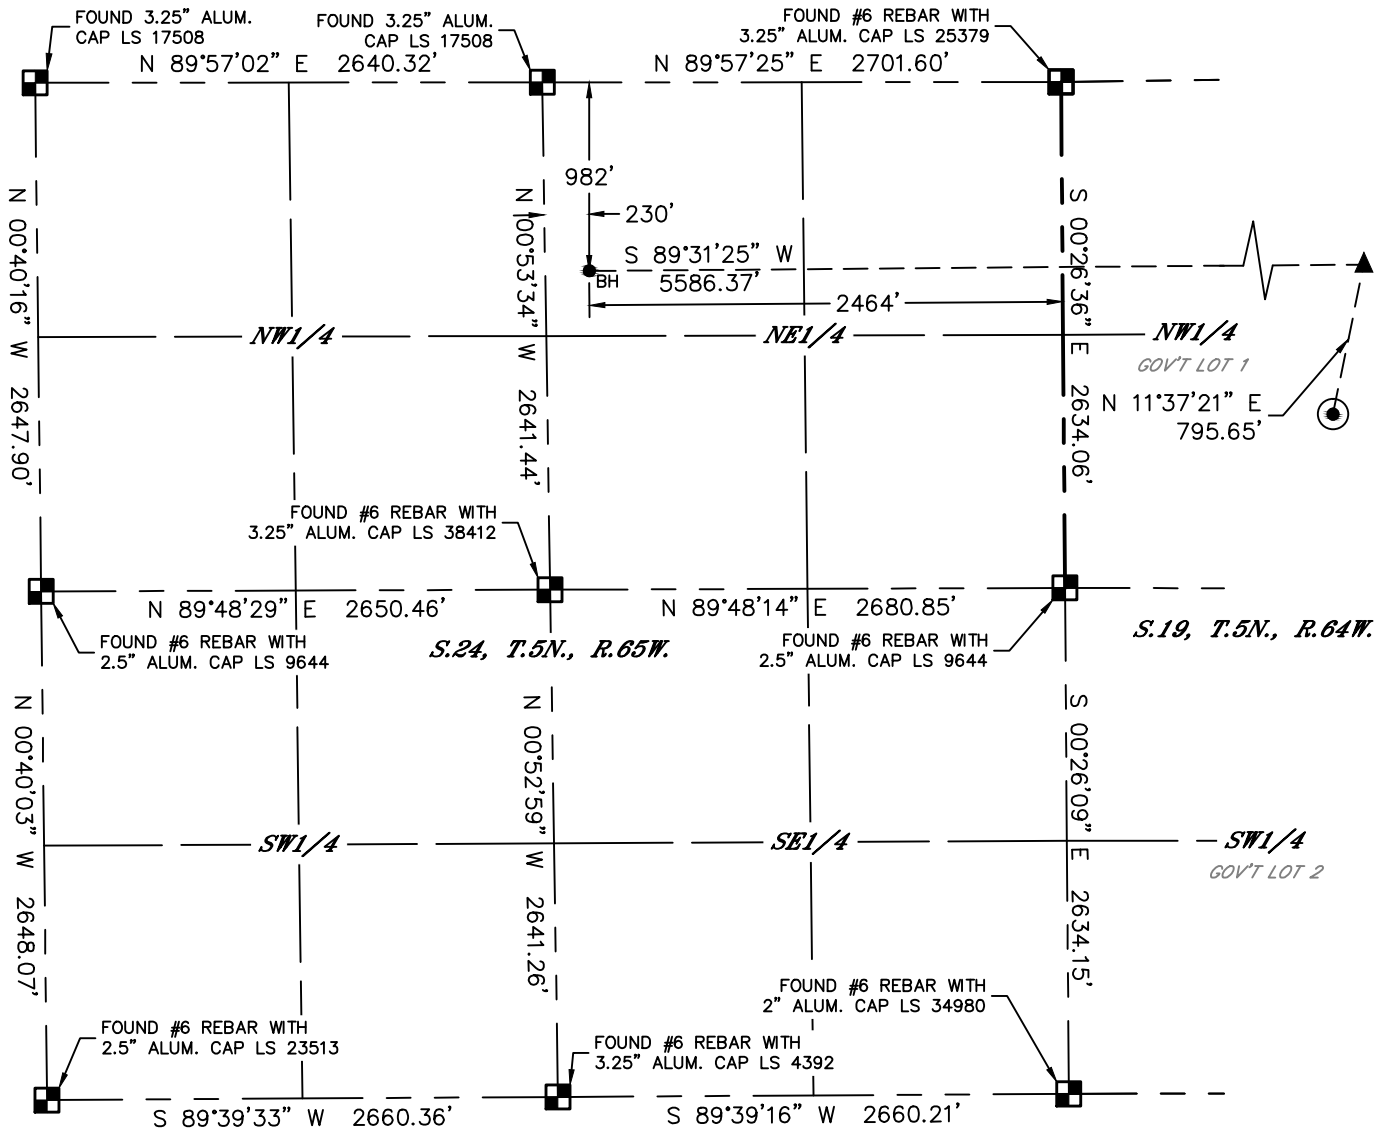 FOUND 3.25" ALUM.
CAP LS 17508
FOUND 3.25" ALUM.
CAP LS 17508
FOUND #6 REBAR WITH
3.25" ALUM. CAP LS 25379
N 89°57'02" E 2640.32'
N 89°57'25" E 2701.60'
982'
230'
S 89°31'25" W
5586.37'
BH
2464'
N 00°40'16" W 2647.90'
N 00°53'34" W 2641.44'
S 00°26'36" E 2634.06'
NW1/4
NE1/4
NW1/4
GOV'T LOT 1
N 11°37'21" E
795.65'
FOUND #6 REBAR WITH
3.25" ALUM. CAP LS 38412
N 89°48'29" E 2650.46'
N 89°48'14" E 2680.85'
FOUND #6 REBAR WITH
2.5" ALUM. CAP LS 9644
S.24, T.5N., R.65W.
FOUND #6 REBAR WITH
2.5" ALUM. CAP LS 9644
S.19, T.5N., R.64W.
N 00°40'03" W 2648.07'
N 00°52'59" W 2641.26'
S 00°26'09" E 2634.15'
SW1/4
SE1/4
SW1/4
GOV'T LOT 2
FOUND #6 REBAR WITH
2" ALUM. CAP LS 34980
FOUND #6 REBAR WITH
2.5" ALUM. CAP LS 23513
FOUND #6 REBAR WITH
3.25" ALUM. CAP LS 4392
S 89°39'33" W 2660.36'
S 89°39'16" W 2660.21'